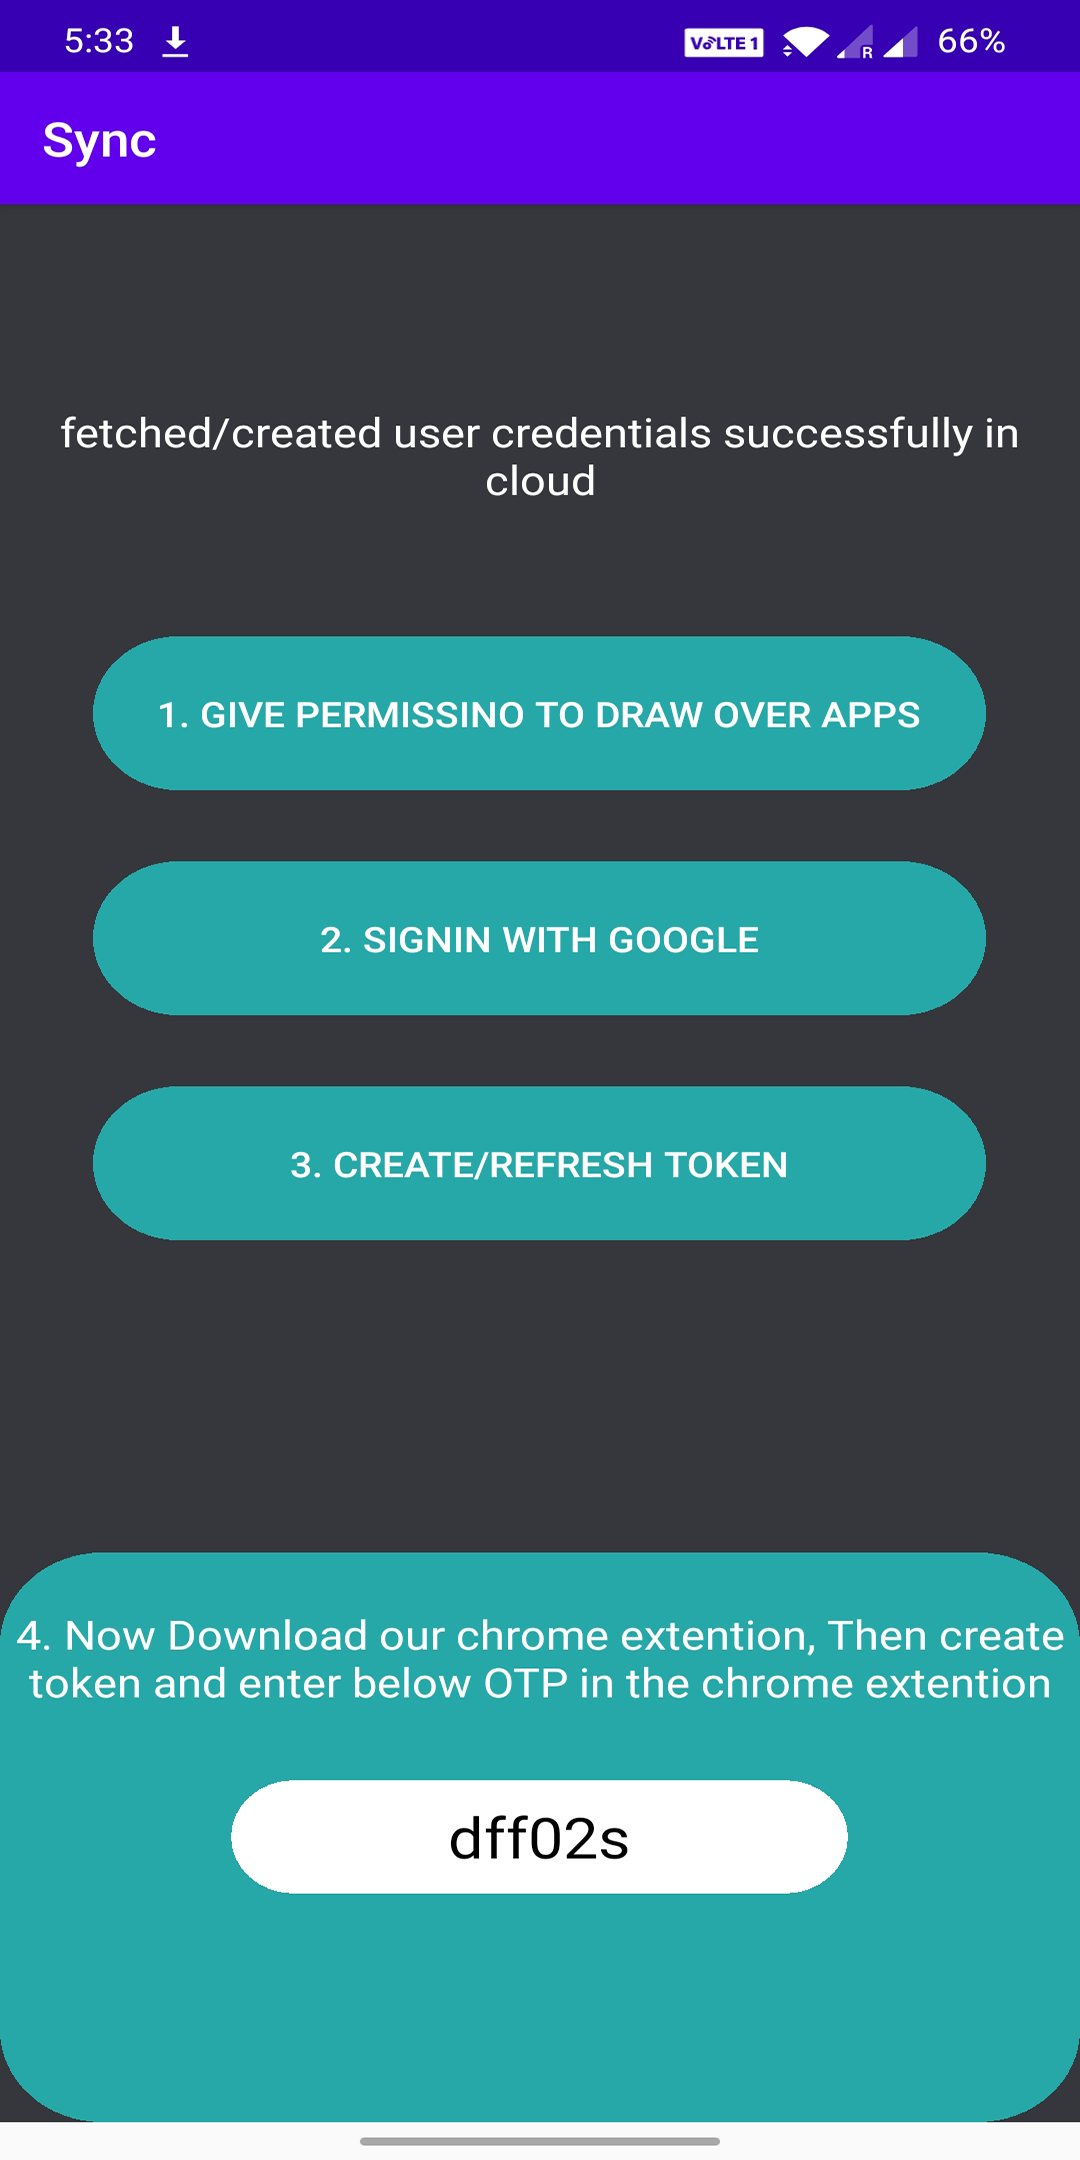 5:33 VoLTE 1 R 66%
Sync
fetched/created user credentials successfully in
cloud
1. GIVE PERMISSINO TO DRAW OVER APPS
2. SIGNIN WITH GOOGLE
3. CREATE/REFRESH TOKEN
4. Now Download our chrome extention, Then create
token and enter below OTP in the chrome extention
dff02s